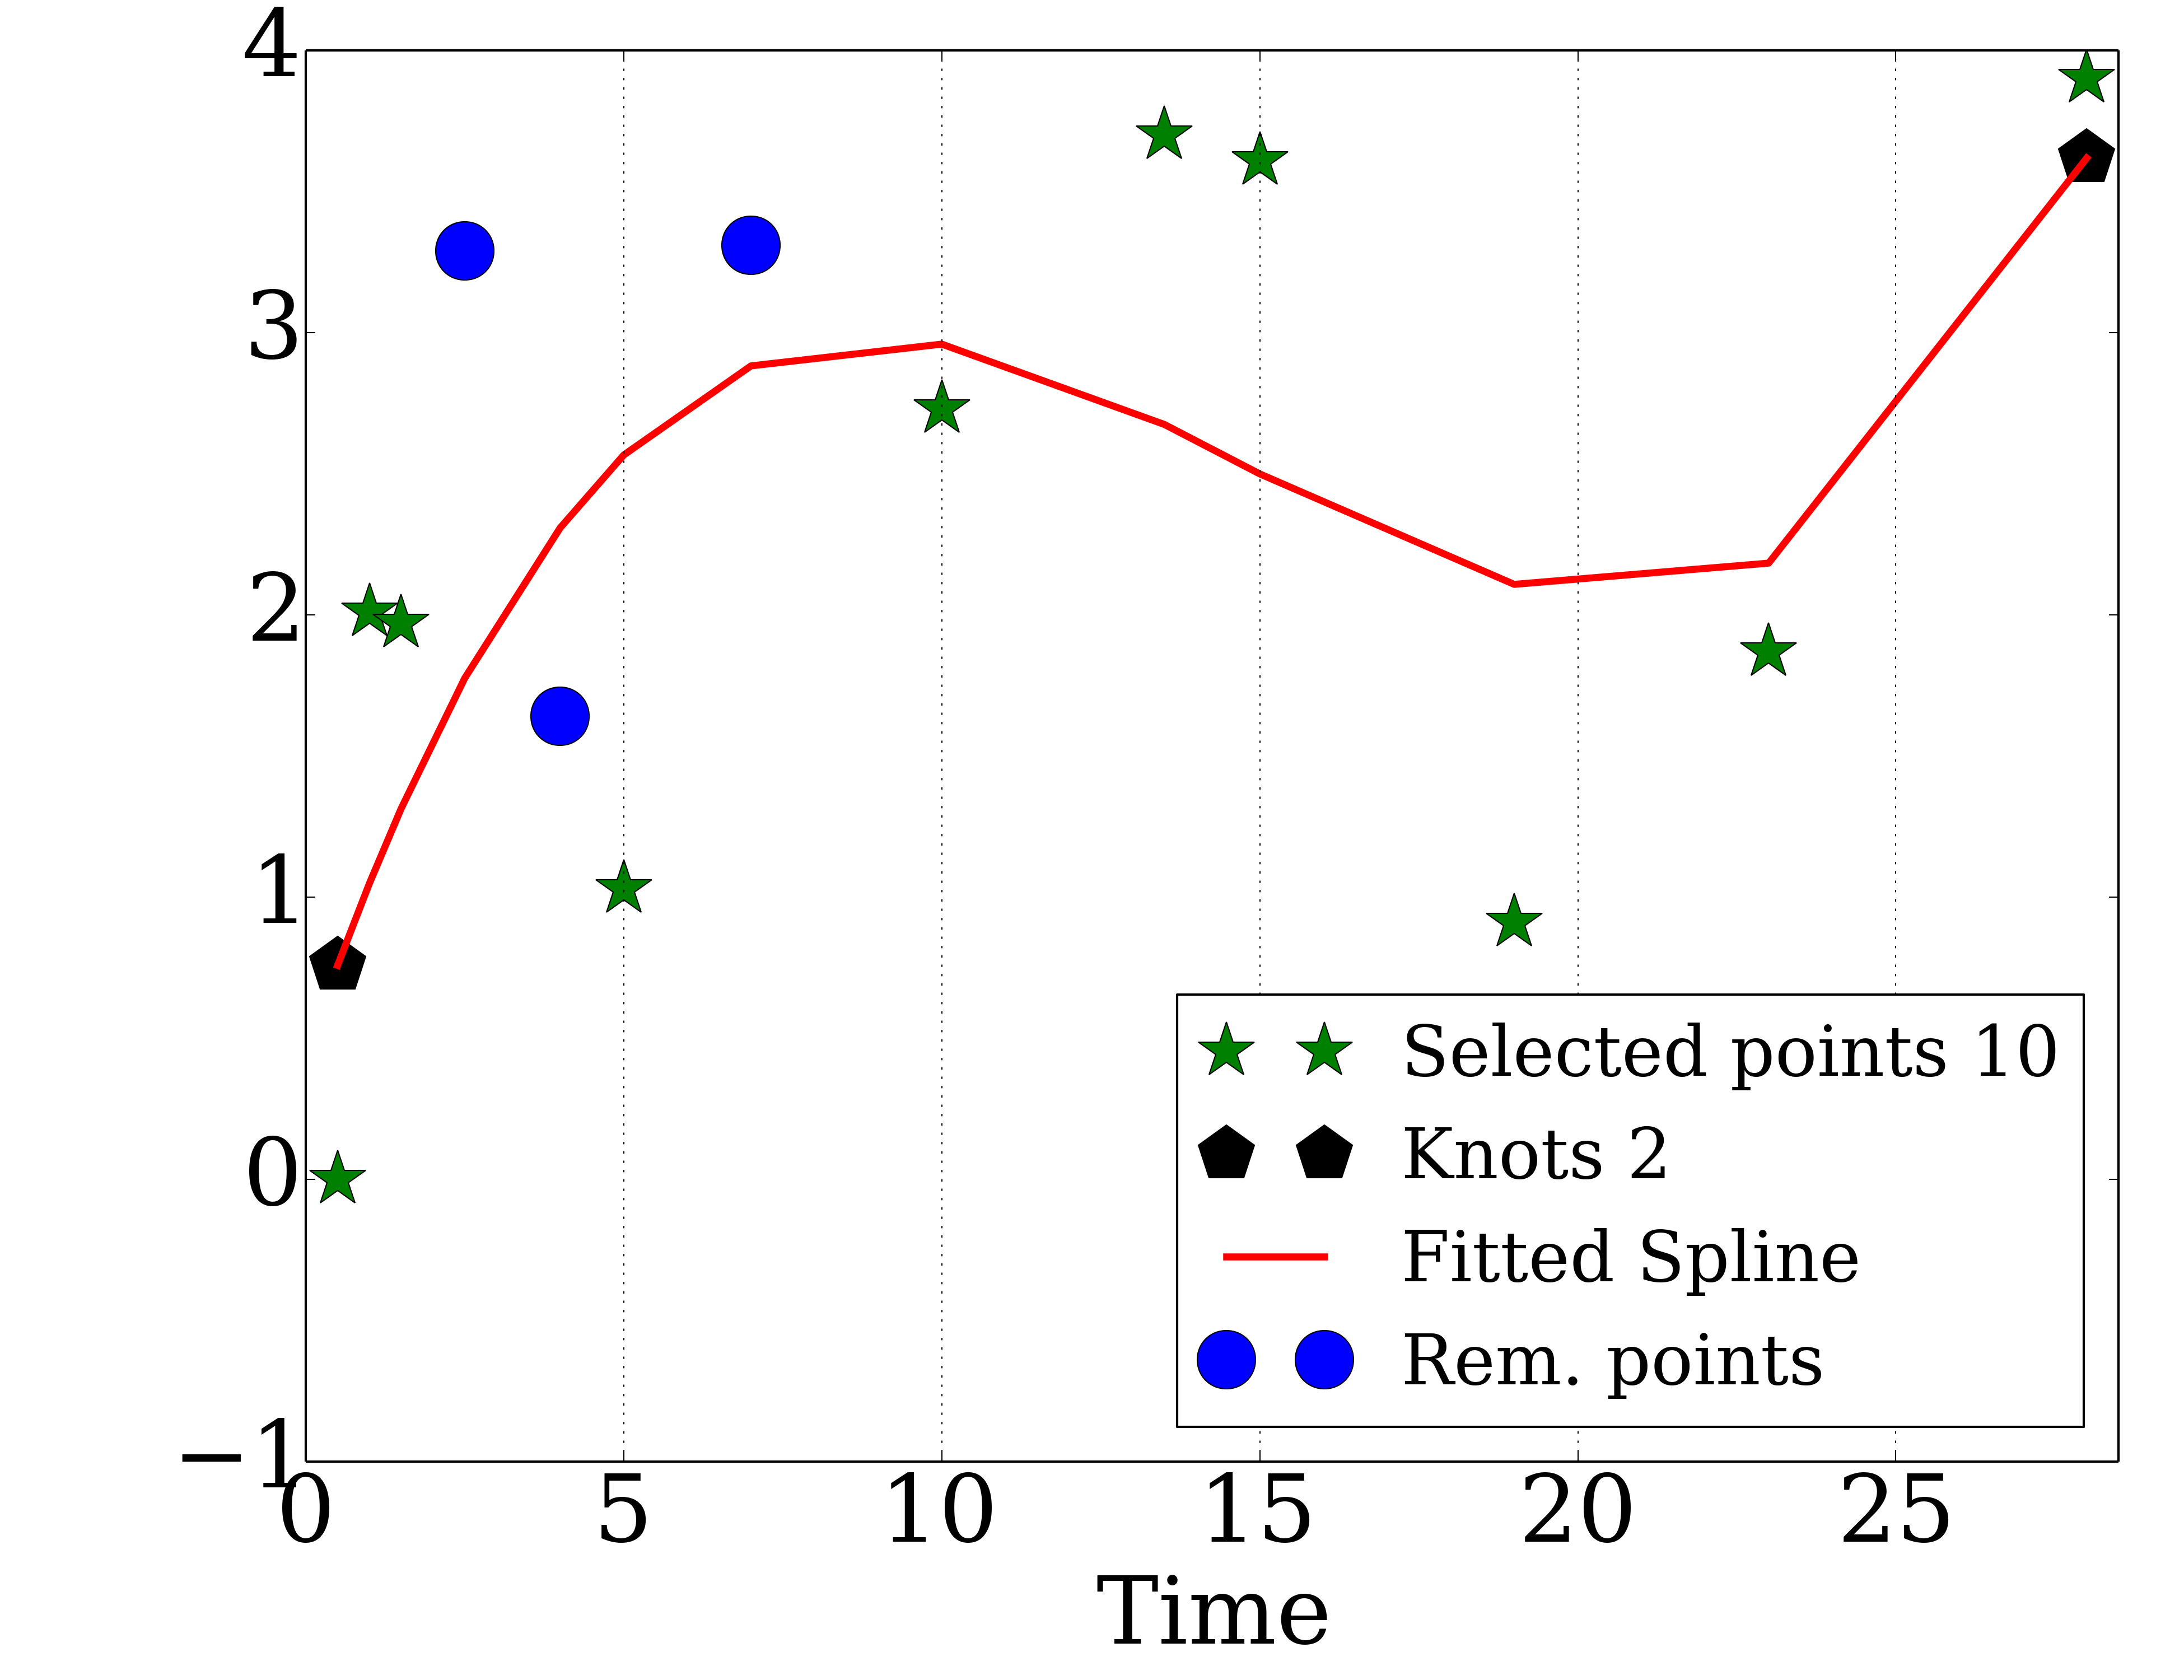 4
3
2
1
0
−1
0 5 10 15 20 25
Time
Selected points 10
Knots 2
Fitted Spline
Rem. points